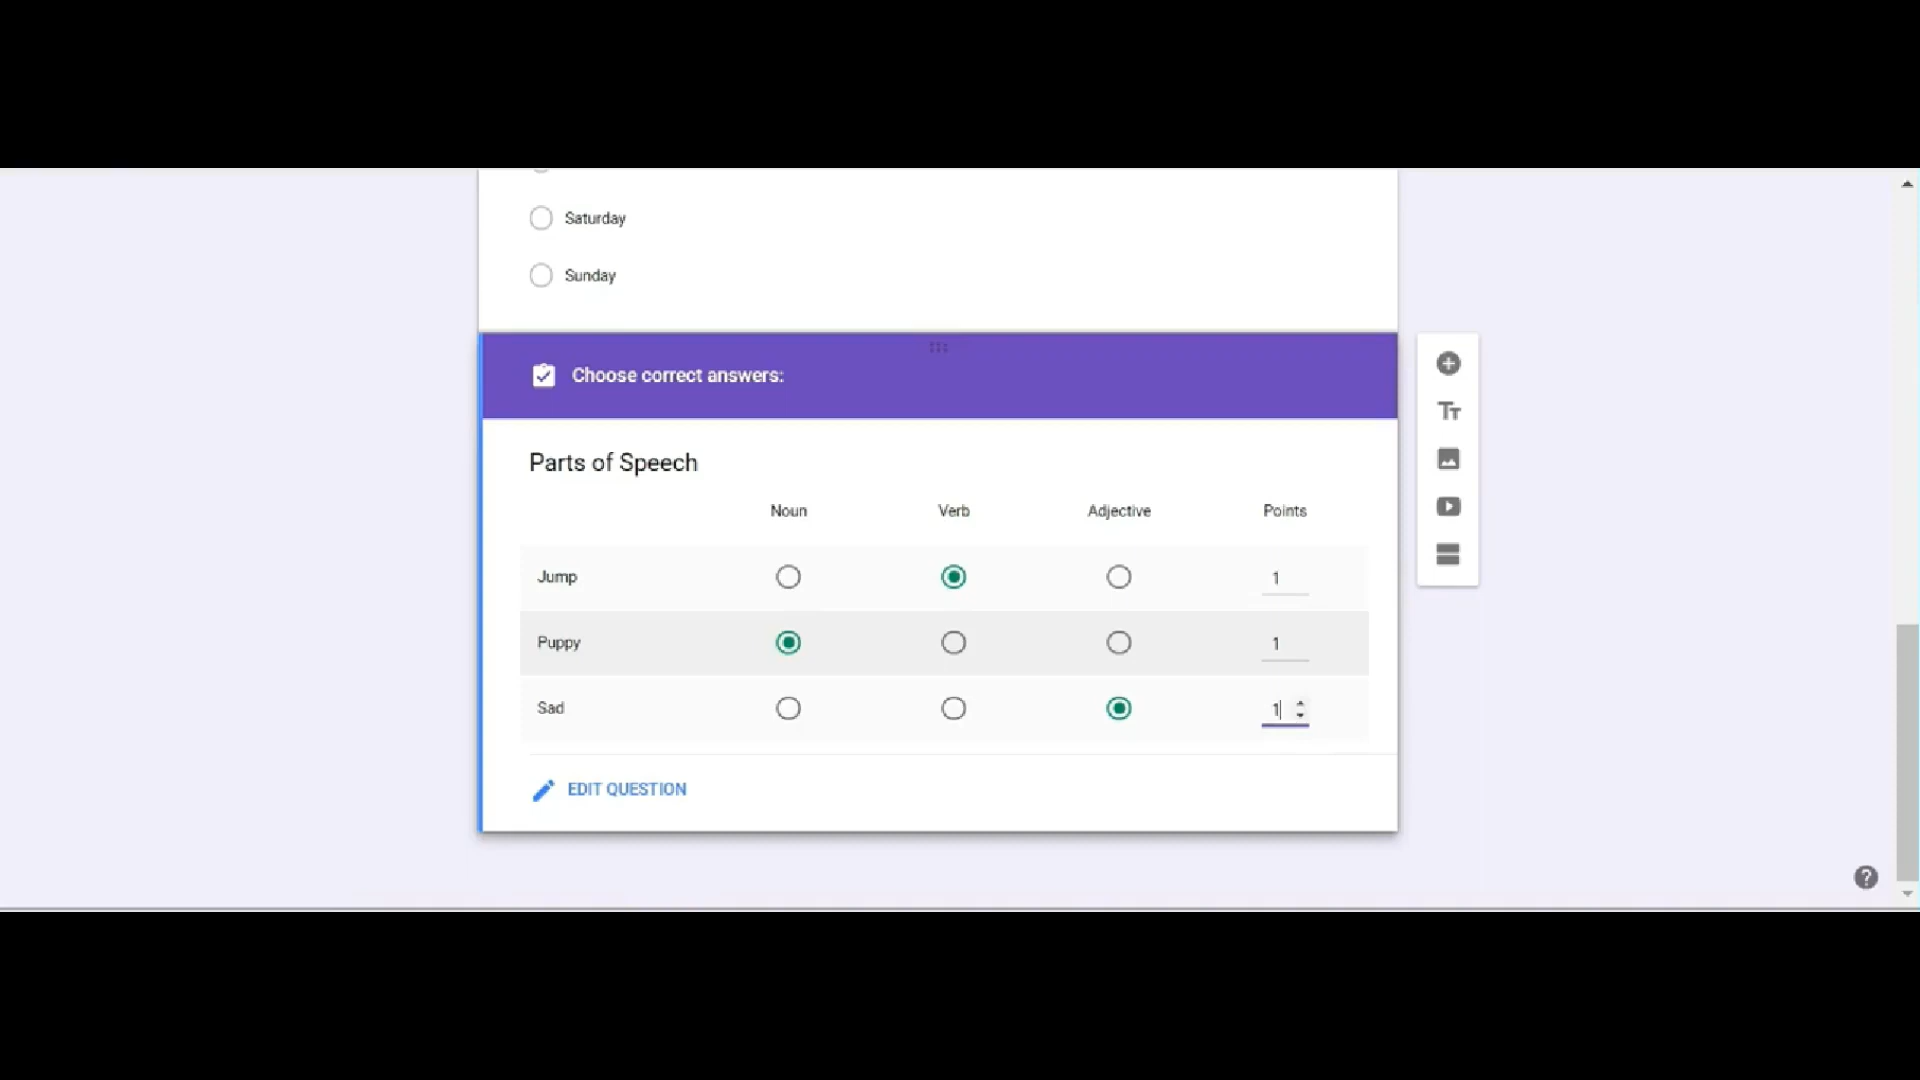 Saturday
Sunday
Choose correct answers:
Parts of Speech
Noun Verb Adjective Points
Jump 1
Puppy 1
Sad 1
EDIT QUESTION